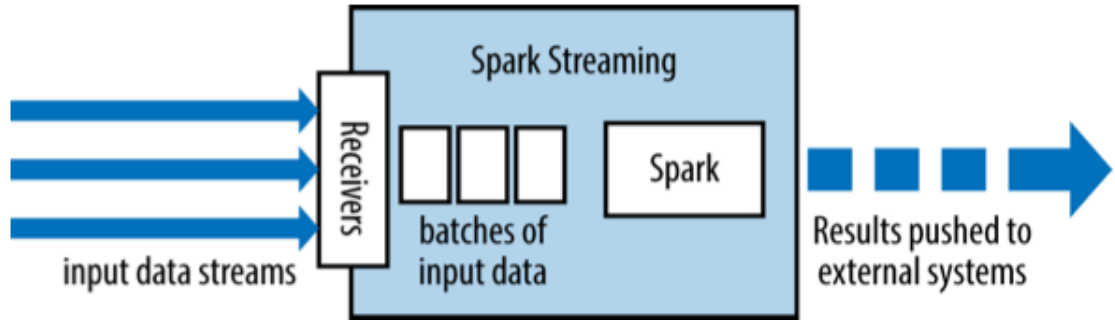 Spark Streaming
Receivers
Spark
batches of
input data
input data streams
Results pushed to
external systems